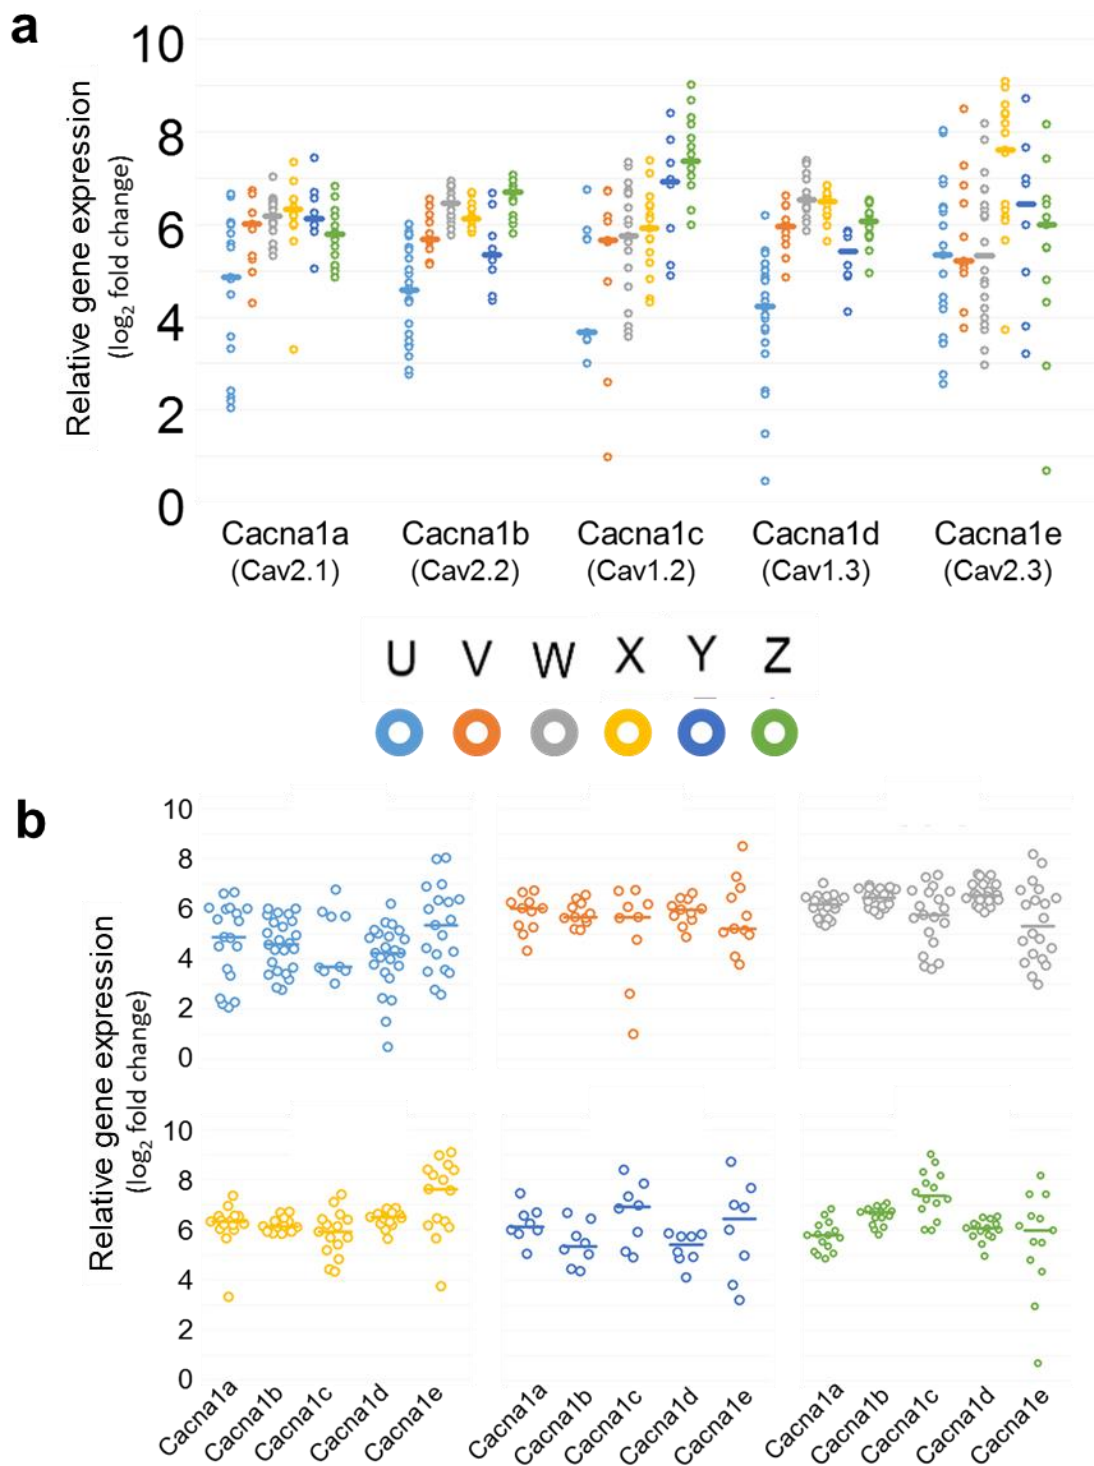 a
Relative gene expression
(log2 fold change)
10
8
6
4
2
0
Cacna1a Cacna1b Cacna1c Cacna1d Cacna1e
(Cav2.1) (Cav2.2) (Cav1.2) (Cav1.3) (Cav2.3)
U V W X Y Z
b
Relative gene expression
(log2 fold change)
10
8
6
4
2
0
10
8
6
4
2
0
Cacna1a Cacna1b Cacna1c Cacna1d Cacna1e
Cacna1a Cacna1b Cacna1c Cacna1d Cacna1e
Cacna1a Cacna1b Cacna1c Cacna1d Cacna1e